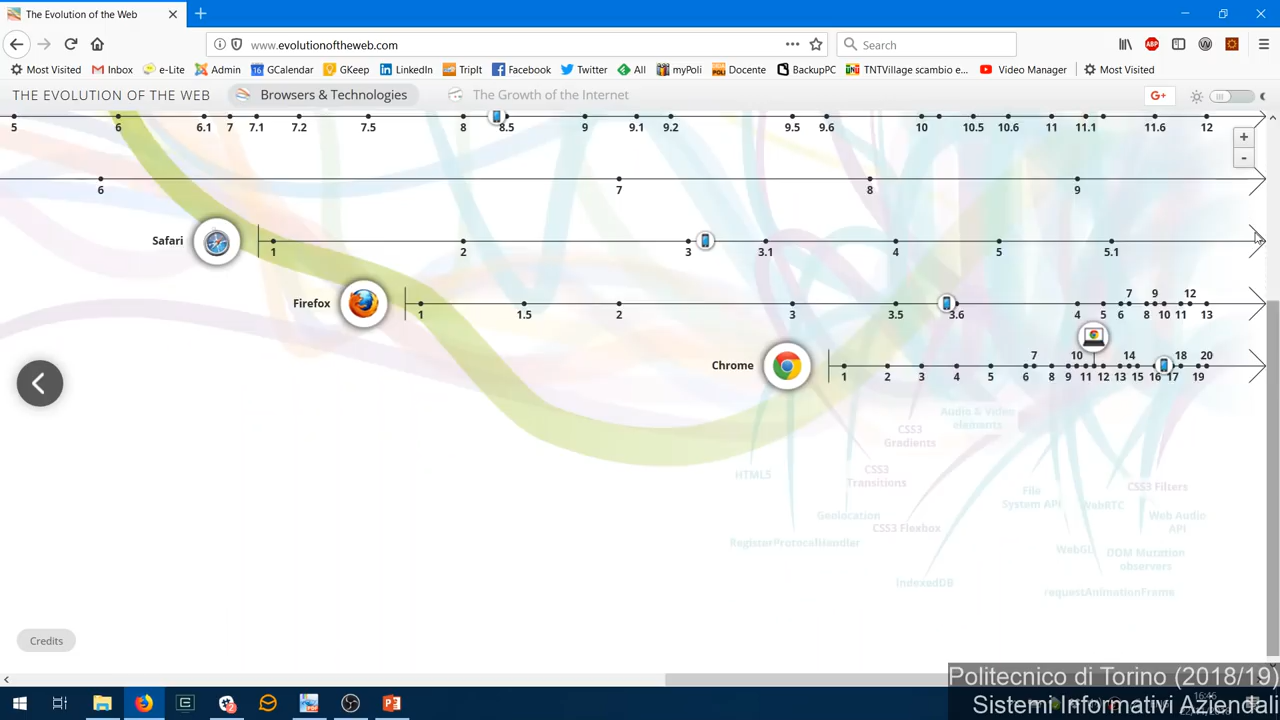 The Evolution of the Web
www.evolutionoftheweb.com
Search
Most Visited Inbox e-Lite Admin GCalendar GKeep LinkedIn TripIt Facebook Twitter All myPoli Docente BackupPC TNTVillage scambio e... Video Manager Most Visited
THE EVOLUTION OF THE WEB Browsers & Technologies The Growth of the Internet G+
5 6 6.1 7 7.1 7.2 7.5 8 8.5 9 9.1 9.2 9.5 9.6 10 10.5 10.6 11 11.1 11.6 12
+
-
6 7 8 9
Safari
1 2 3 3.1 4 5 5.1
Firefox
7 9 12
1 1.5 2 3 3.5 3.6 4 5 6 8 10 11 13
Chrome
7 10 14 18 20
1 2 3 4 5 6 8 9 11 12 13 15 16 17 19
Audio & Video
elements
CSS3
Gradients
HTML5
CSS3
Transitions
File
System API
WebRTC
CSS3 Filters
Geolocation
CSS3 Flexbox
Web Audio
API
RegisterProtocolHandler
WebGL
DOM Mutation
observers
IndexedDB
requestAnimationFrame
Credits
Politecnico di Torino (2018/19)
Sistemi Informativi Aziendali